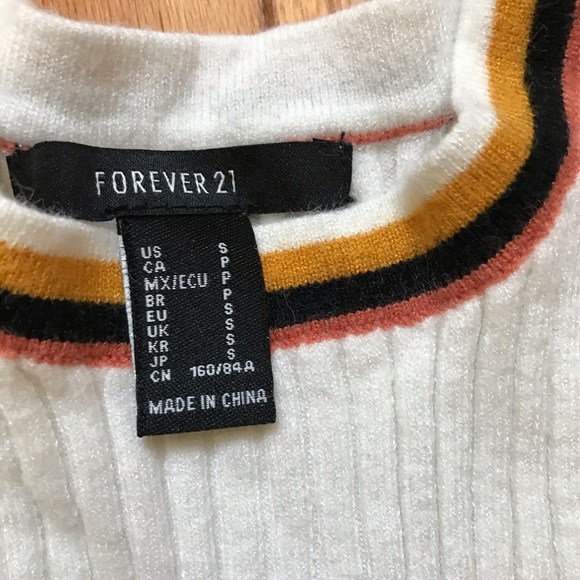 FOREVER 21
US S
CA P
MX/ECU P
BR P
EU S
UK S
KR S
JP S
CN 160/84A
MADE IN CHINA